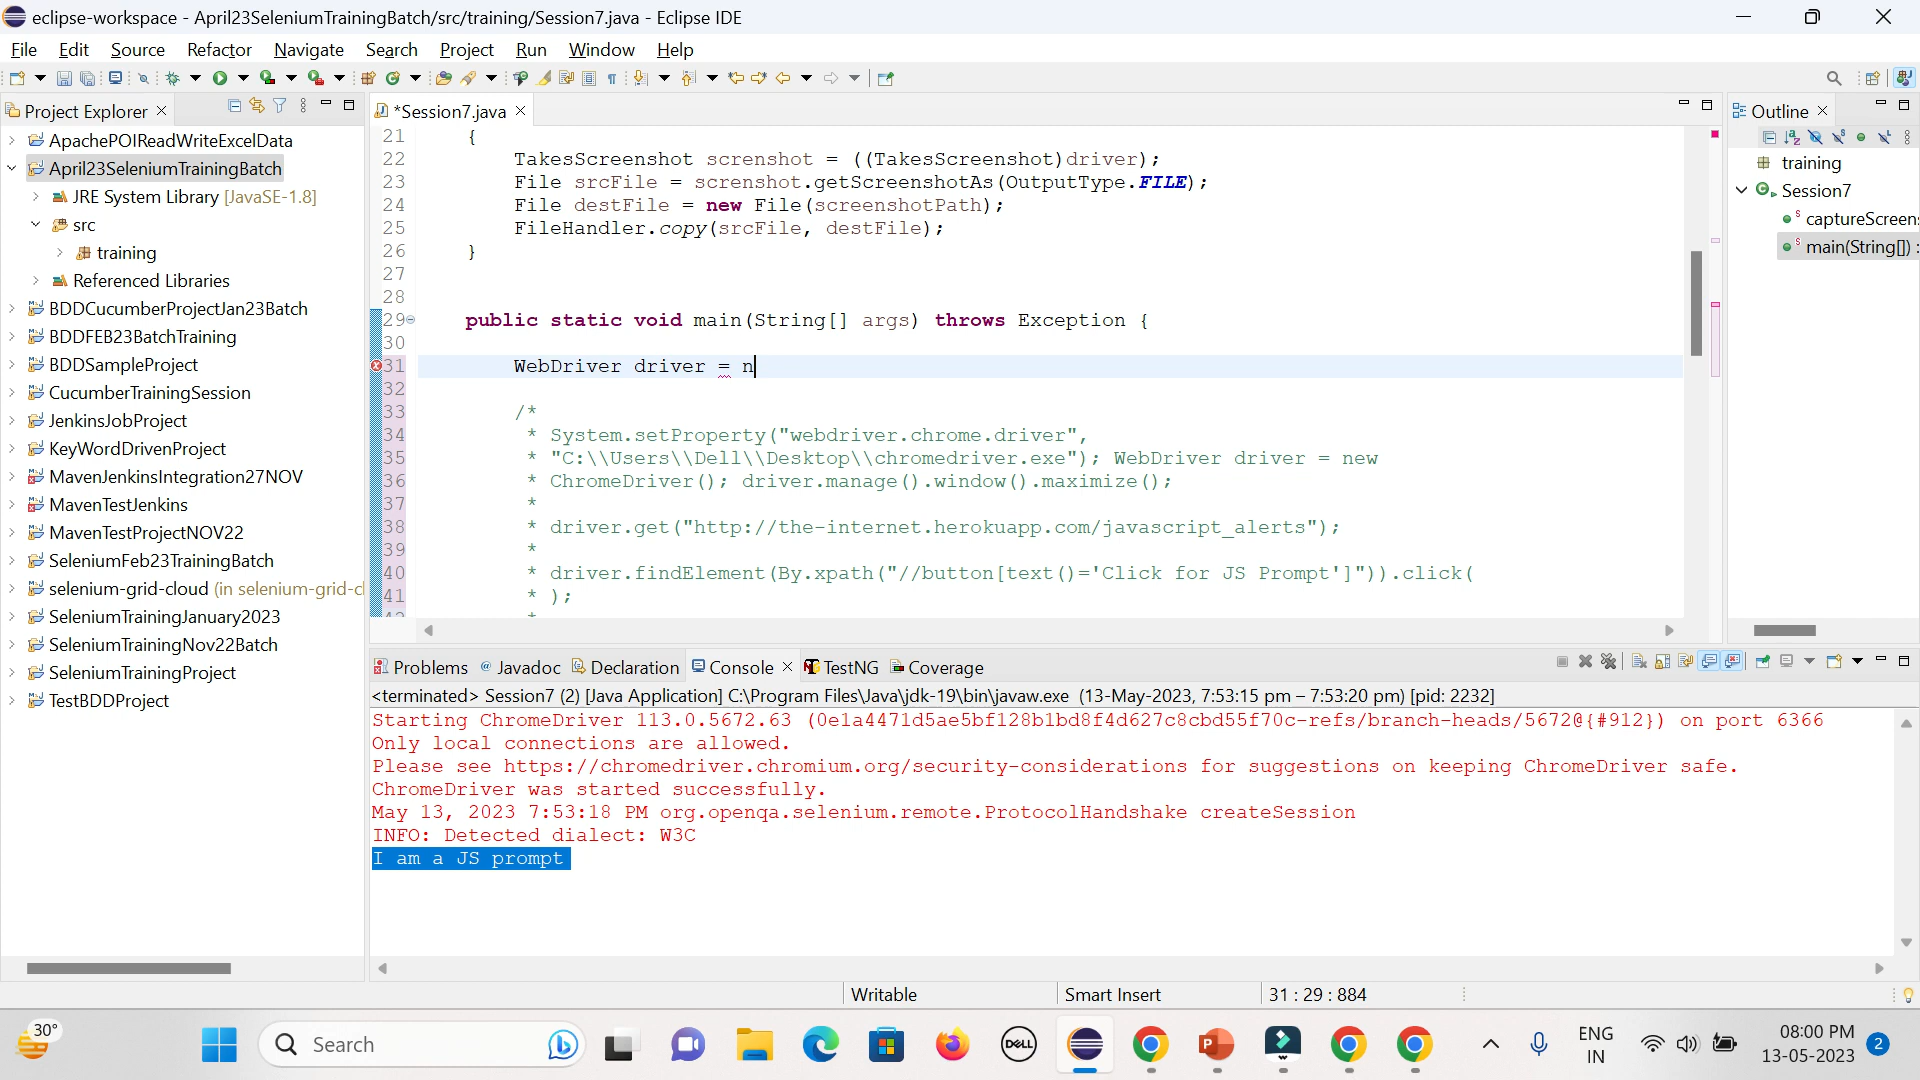 eclipse-workspace - April23SeleniumTrainingBatch/src/training/Session7.java - Eclipse IDE
File Edit Source Refactor Navigate Search Project Run Window Help
Project Explorer
ApachePOIReadWriteExcelData
April23SeleniumTrainingBatch
JRE System Library [JavaSE-1.8]
src
training
Referenced Libraries
BDDCucumberProjectJan23Batch
BDDFEB23BatchTraining
BDDSampleProject
CucumberTrainingSession
JenkinsJobProject
KeyWordDrivenProject
MavenJenkinsIntegration27NOV
MavenTestJenkins
MavenTestProjectNOV22
SeleniumFeb23TrainingBatch
selenium-grid-cloud (in selenium-grid-cl
SeleniumTrainingJanuary2023
SeleniumTrainingNov22Batch
SeleniumTrainingProject
TestBDDProject
*Session7.java
21 {
22 TakesScreenshot screnshot = ((TakesScreenshot)driver);
23 File srcFile = screnshot.getScreenshotAs(OutputType.FILE);
24 File destFile = new File(screenshotPath);
25 FileHandler.copy(srcFile, destFile);
26 }
27
28
29 public static void main(String[] args) throws Exception {
30
31 WebDriver driver = n
32
33 /*
34 * System.setProperty("webdriver.chrome.driver",
35 * "C:\\Users\\Dell\\Desktop\\chromedriver.exe"); WebDriver driver = new
36 * ChromeDriver(); driver.manage().window().maximize();
37 *
38 * driver.get("http://the-internet.herokuapp.com/javascript_alerts");
39 *
40 * driver.findElement(By.xpath("//button[text()='Click for JS Prompt']")).click(
41 * );
42 *
Outline
training
Session7
captureScreens
main(String[]) :
Problems Javadoc Declaration Console TestNG Coverage
<terminated> Session7 (2) [Java Application] C:\Program Files\Java\jdk-19\bin\javaw.exe (13-May-2023, 7:53:15 pm – 7:53:20 pm) [pid: 2232]
Starting ChromeDriver 113.0.5672.63 (0e1a4471d5ae5bf128b1bd8f4d627c8cbd55f70c-refs/branch-heads/5672@{#912}) on port 6366
Only local connections are allowed.
Please see https://chromedriver.chromium.org/security-considerations for suggestions on keeping ChromeDriver safe.
ChromeDriver was started successfully.
May 13, 2023 7:53:18 PM org.openqa.selenium.remote.ProtocolHandshake createSession
INFO: Detected dialect: W3C
I am a JS prompt
Writable Smart Insert 31 : 29 : 884
30°
Search
DELL
ENG
IN
08:00 PM
13-05-2023
2